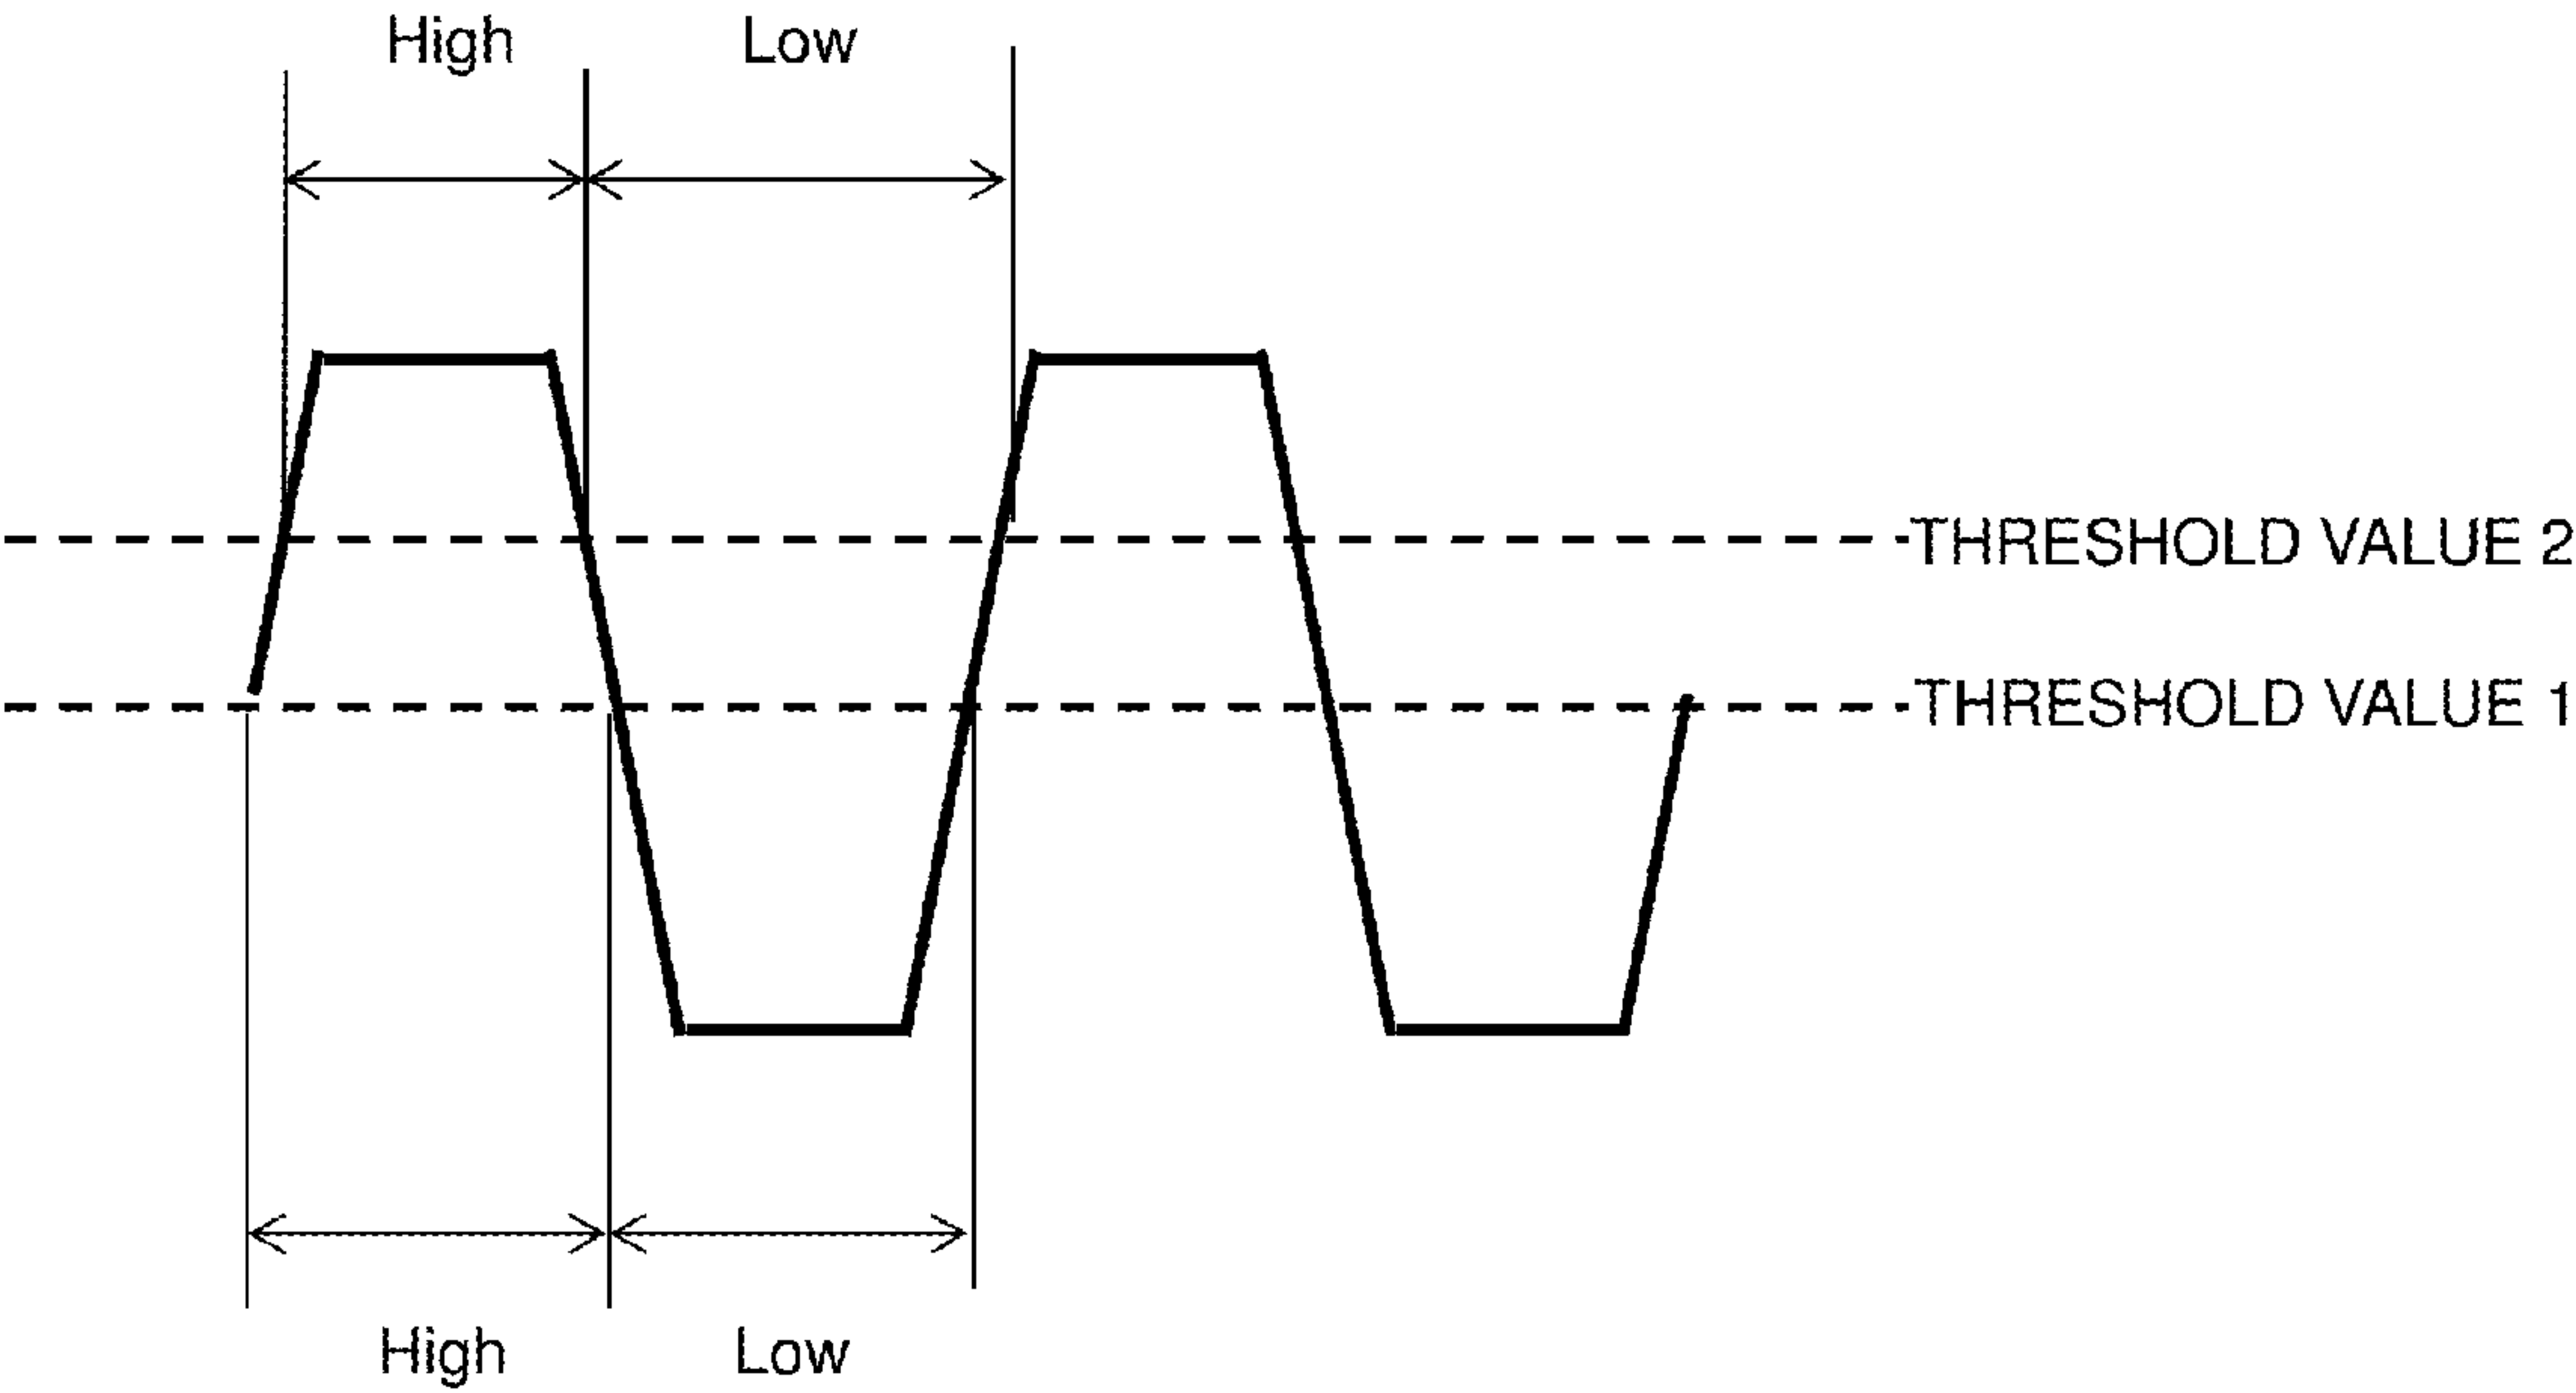 High
Low
THRESHOLD VALUE 2
THRESHOLD VALUE 1
High
Low